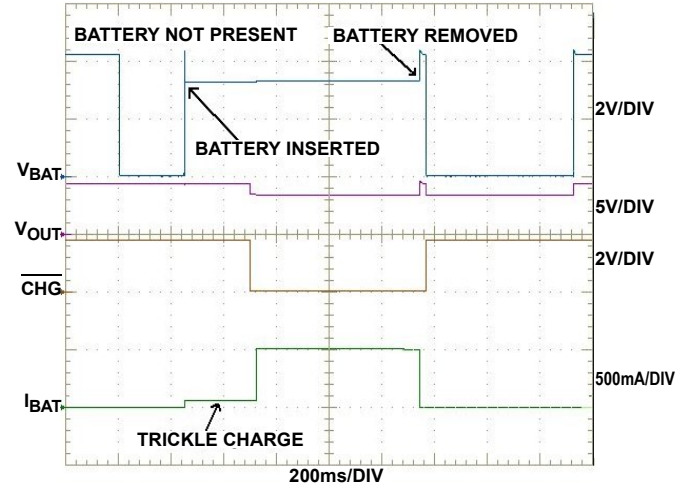 BATTERY NOT PRESENT
BATTERY REMOVED
2V/DIV
BATTERY INSERTED
VBAT
5V/DIV
VOUT
2V/DIV
CHG
500mA/DIV
IBAT
TRICKLE CHARGE
200ms/DIV